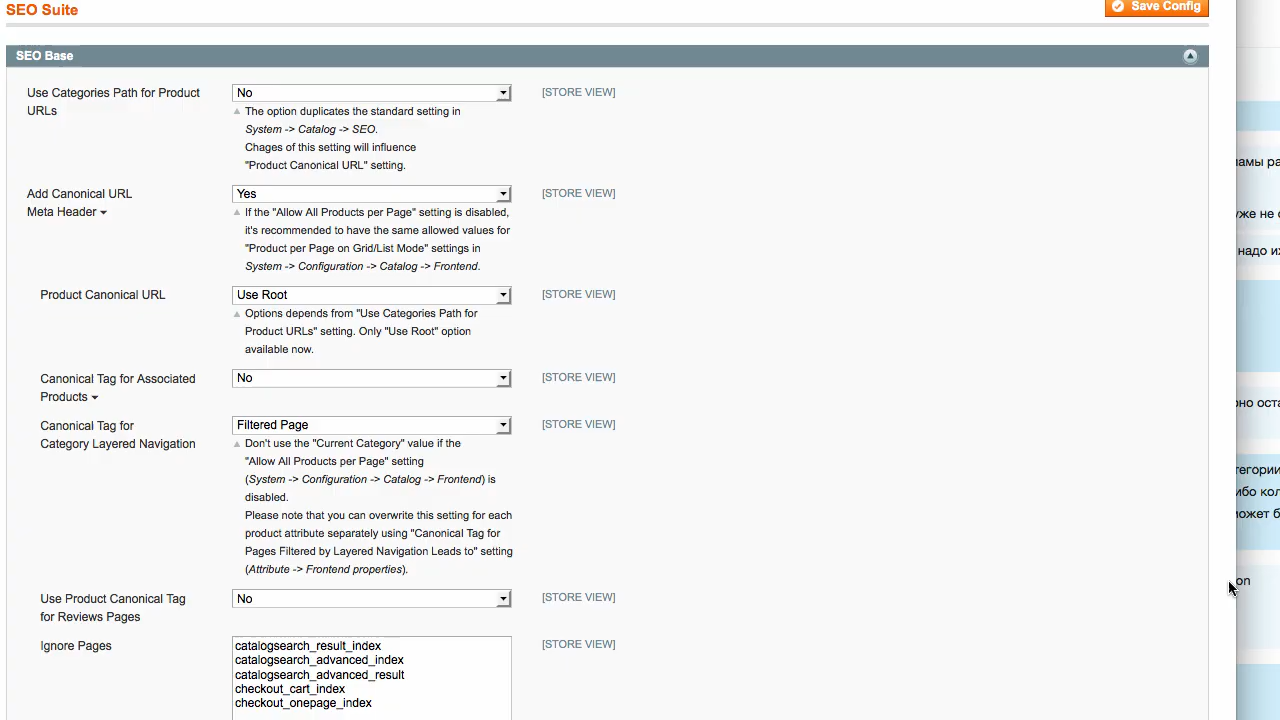 SEO Suite
Save Config
SEO Base
Use Categories Path for Product
URLs
No
[STORE VIEW]
The option duplicates the standard setting in
System -> Catalog -> SEO.
Chages of this setting will influence
"Product Canonical URL" setting.
Add Canonical URL
Meta Header
Yes
[STORE VIEW]
If the "Allow All Products per Page" setting is disabled,
it's recommended to have the same allowed values for
"Product per Page on Grid/List Mode" settings in
System -> Configuration -> Catalog -> Frontend.
Product Canonical URL
Use Root
[STORE VIEW]
Options depends from "Use Categories Path for
Product URLs" setting. Only "Use Root" option
available now.
Canonical Tag for Associated
Products
No
[STORE VIEW]
Canonical Tag for
Category Layered Navigation
Filtered Page
[STORE VIEW]
Don't use the "Current Category" value if the
"Allow All Products per Page" setting
(System -> Configuration -> Catalog -> Frontend) is
disabled.
Please note that you can overwrite this setting for each
product attribute separately using "Canonical Tag for
Pages Filtered by Layered Navigation Leads to" setting
(Attribute -> Frontend properties).
Use Product Canonical Tag
for Reviews Pages
No
[STORE VIEW]
Ignore Pages
catalogsearch_result_index
catalogsearch_advanced_index
catalogsearch_advanced_result
checkout_cart_index
checkout_onepage_index
[STORE VIEW]
уже не
надо